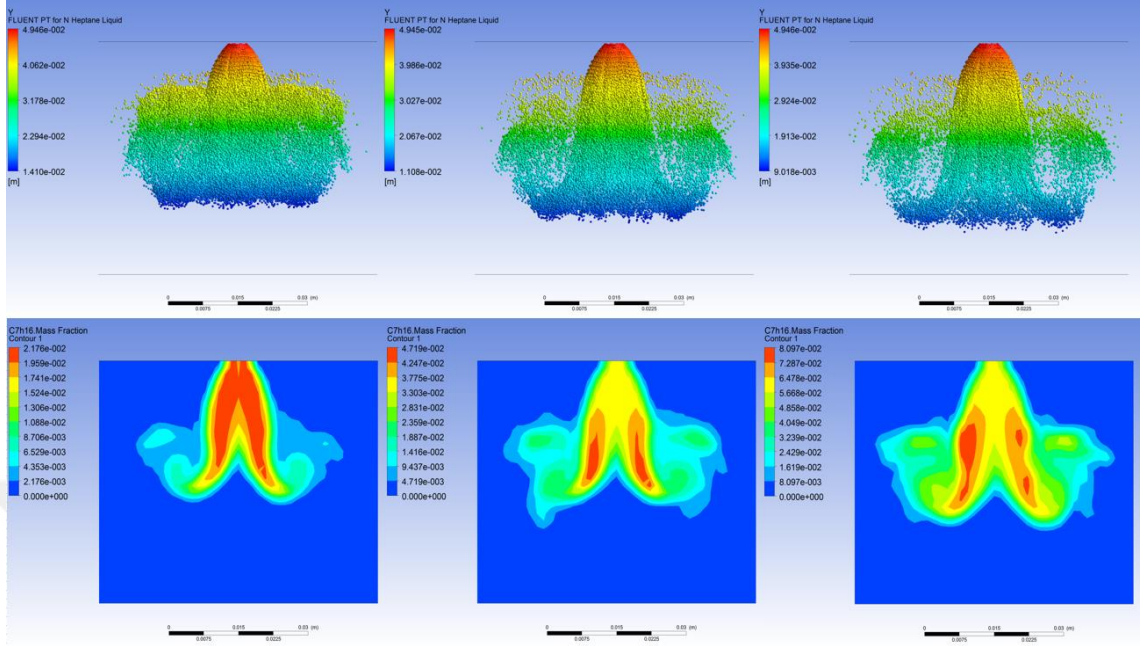 Y
FLUENT PT for N Heptane Liquid
4.946e-002
4.062e-002
3.178e-002
2.294e-002
1.410e-002
[m]
0 0.015 0.03 (m)
0.0075 0.0225
Y
FLUENT PT for N Heptane Liquid
4.945e-002
3.986e-002
3.027e-002
2.067e-002
1.108e-002
[m]
0 0.015 0.03 (m)
0.0075 0.0225
Y
FLUENT PT for N Heptane Liquid
4.946e-002
3.935e-002
2.924e-002
1.913e-002
9.018e-003
[m]
0 0.015 0.03 (m)
0.0075 0.0225
C7h16.Mass Fraction
Contour 1
2.176e-002
1.959e-002
1.741e-002
1.524e-002
1.306e-002
1.088e-002
8.706e-003
6.529e-003
4.353e-003
2.176e-003
0.000e+000
0 0.015 0.03 (m)
0.0075 0.0225
C7h16.Mass Fraction
Contour 1
4.719e-002
4.247e-002
3.775e-002
3.303e-002
2.831e-002
2.359e-002
1.887e-002
1.416e-002
9.437e-003
4.719e-003
0.000e+000
0 0.015 0.03 (m)
0.0075 0.0225
C7h16.Mass Fraction
Contour 1
8.097e-002
7.287e-002
6.478e-002
5.668e-002
4.858e-002
4.049e-002
3.239e-002
2.429e-002
1.619e-002
8.097e-003
0.000e+000
0 0.015 0.03 (m)
0.0075 0.0225